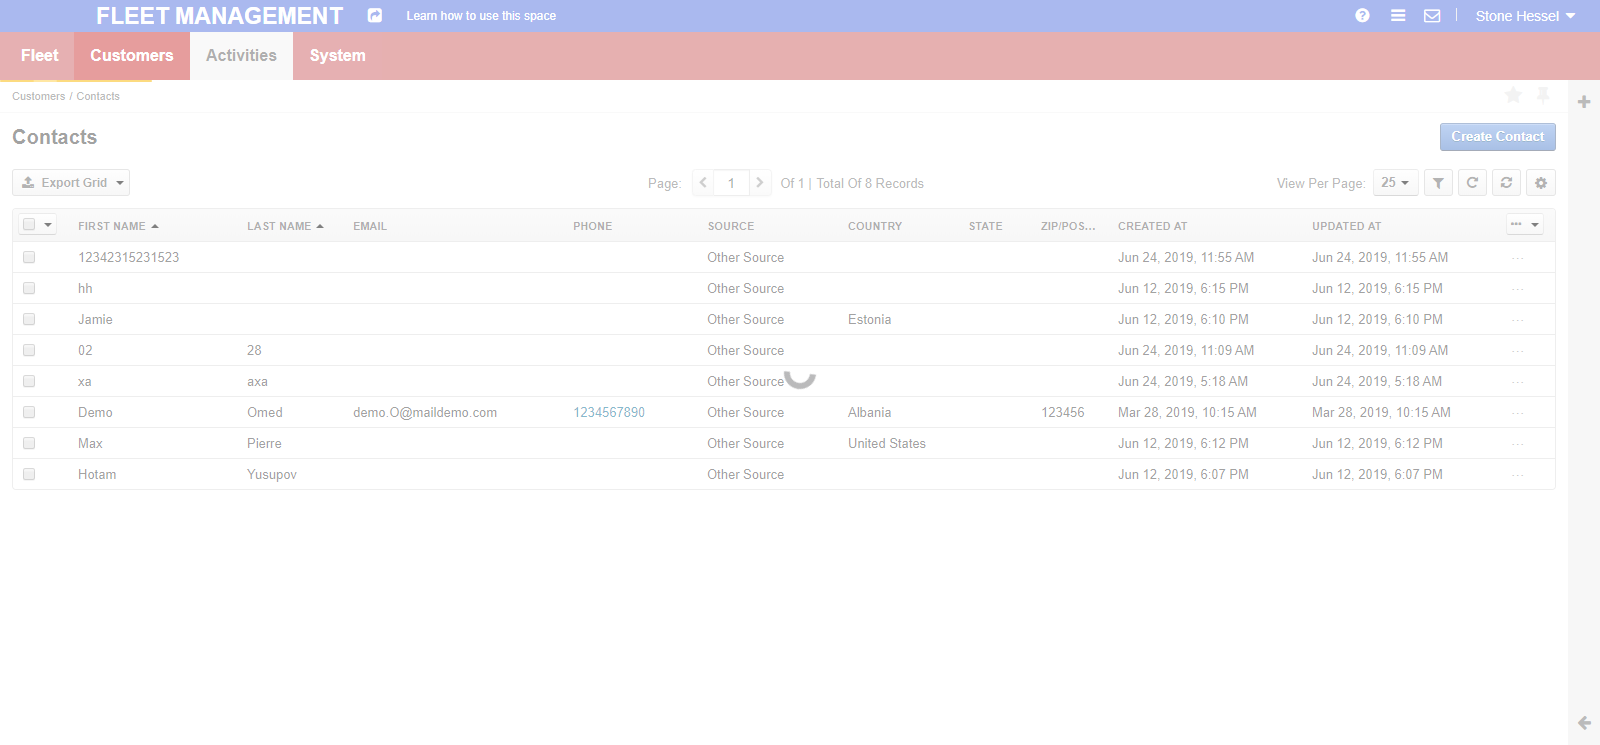 FLEET MANAGEMENT Learn how to use this space Stone Hessel
Fleet Customers Activities System
Customers / Contacts
Contacts Create Contact
Export Grid Page: 1 Of 1 | Total Of 8 Records View Per Page: 25
FIRST NAME LAST NAME EMAIL PHONE SOURCE COUNTRY STATE ZIP/POS... CREATED AT UPDATED AT
12342315231523 Other Source Jun 24, 2019, 11:55 AM Jun 24, 2019, 11:55 AM
hh Other Source Jun 12, 2019, 6:15 PM Jun 12, 2019, 6:15 PM
Jamie Other Source Estonia Jun 12, 2019, 6:10 PM Jun 12, 2019, 6:10 PM
02 28 Other Source Jun 24, 2019, 11:09 AM Jun 24, 2019, 11:09 AM
xa axa Other Source Jun 24, 2019, 5:18 AM Jun 24, 2019, 5:18 AM
Demo Omed demo.O@maildemo.com 1234567890 Other Source Albania 123456 Mar 28, 2019, 10:15 AM Mar 28, 2019, 10:15 AM
Max Pierre Other Source United States Jun 12, 2019, 6:12 PM Jun 12, 2019, 6:12 PM
Hotam Yusupov Other Source Jun 12, 2019, 6:07 PM Jun 12, 2019, 6:07 PM